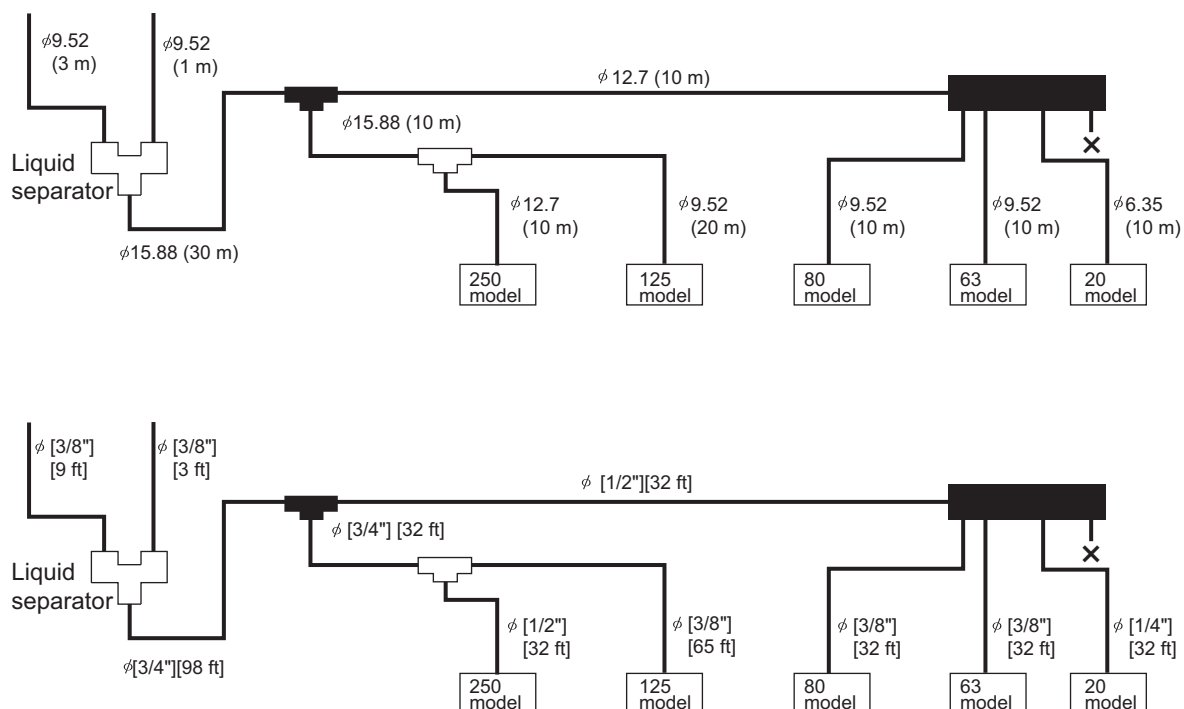 φ9.52
(3 m)
φ9.52
(1 m)
φ12.7 (10 m)
φ15.88 (10 m)
Liquid
separator
φ15.88 (30 m)
φ12.7
(10 m)
φ9.52
(20 m)
φ9.52
(10 m)
φ9.52
(10 m)
φ6.35
(10 m)
250
model
125
model
80
model
63
model
20
model
φ [3/8"]
[9 ft]
φ [3/8"]
[3 ft]
φ [1/2"][32 ft]
φ [3/4"] [32 ft]
Liquid
separator
φ[3/4"][98 ft]
φ [1/2"]
[32 ft]
φ [3/8"]
[65 ft]
φ [3/8"]
[32 ft]
φ [3/8"]
[32 ft]
φ [1/4"]
[32 ft]
250
model
125
model
80
model
63
model
20
model